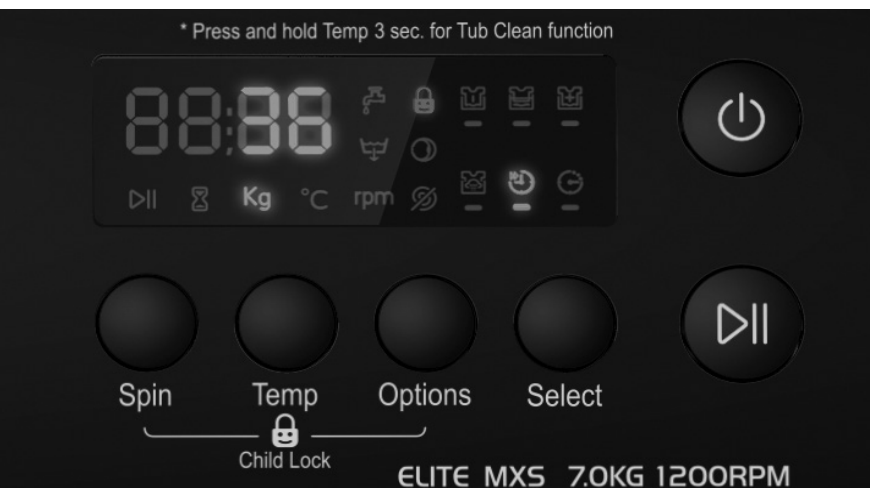 * Press and hold Temp 3 sec. for Tub Clean function
36
Kg °C rpm
Spin Temp Options Select
Child Lock
ELITE MXS 7.0KG 1200RPM